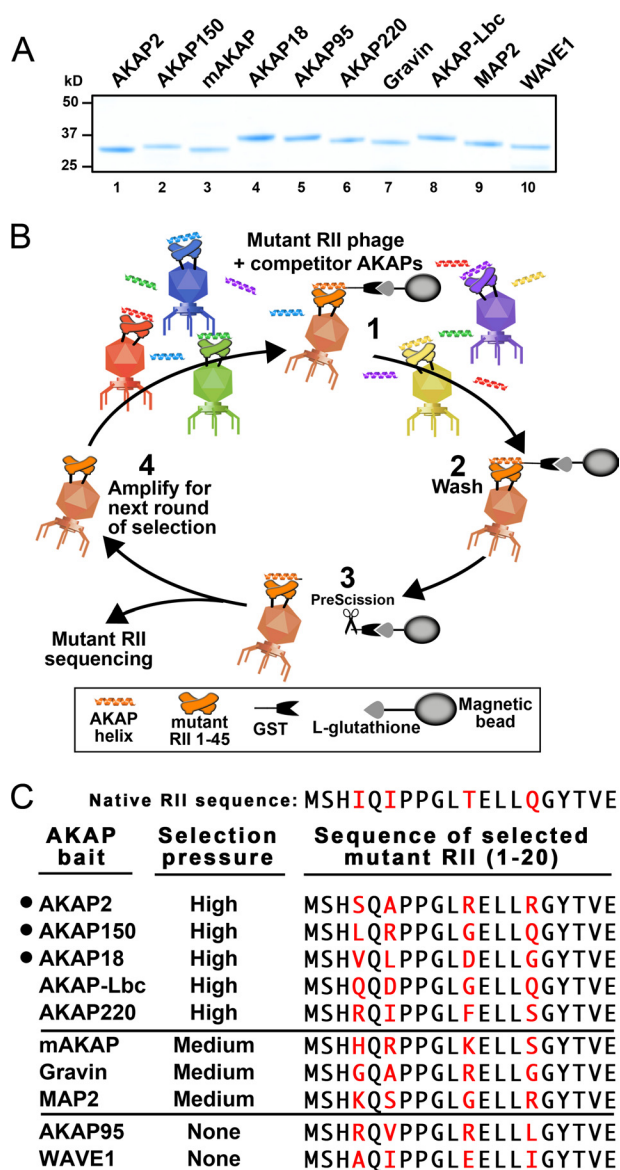 A
AKAP2 AKAP150 mAKAP AKAP18 AKAP95 AKAP220 Gravin AKAP-Lbc MAP2 WAVE1
kD
50
37
25
1 2 3 4 5 6 7 8 9 10
B
Mutant RII phage
+ competitor AKAPs
1
2
Wash
3
PreScission
4
Amplify for
next round
of selection
Mutant RII
sequencing
AKAP
helix
mutant
RII 1-45
GST
L-glutathione
Magnetic
bead
C
Native RII sequence: MSHIQIPPGLTELLQGYTVE
AKAP
bait
Selection
pressure
Sequence of selected
mutant RII (1-20)
● AKAP2 High MSHSQAPPGLRELLRGYTVE
● AKAP150 High MSHLQRPPGLGELLQGYTVE
● AKAP18 High MSHVQLPPGLDELLGGYTVE
AKAP-Lbc High MSHQQDPPGLGELLQGYTVE
AKAP220 High MSHRQIPPGLFELLSGYTVE
mAKAP Medium MSHHQRPPGLKELLSGYTVE
Gravin Medium MSHGQAPPGLRELLGGYTVE
MAP2 Medium MSHKQSPPGLGELLRGYTVE
AKAP95 None MSHRQVPPGLRELLLGYTVE
WAVE1 None MSHAQIPPGLEELLIGYTVE